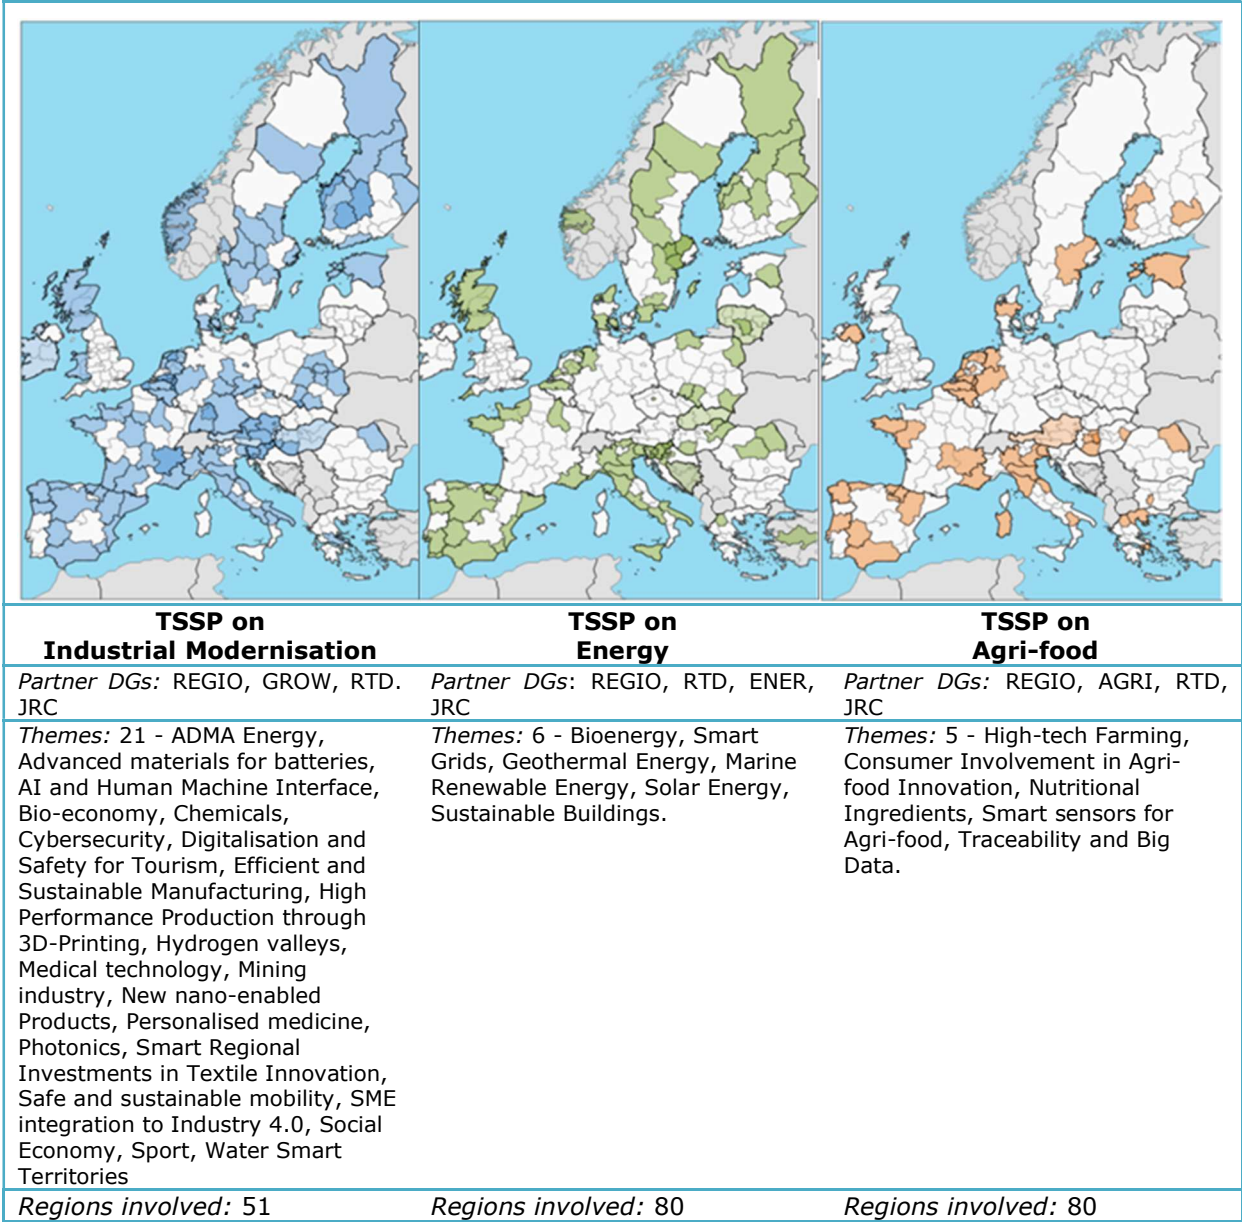 TSSP on
Industrial Modernisation
TSSP on
Energy
TSSP on
Agri-food
Partner DGs: REGIO, GROW, RTD.
JRC
Partner DGs: REGIO, RTD, ENER,
JRC
Partner DGs: REGIO, AGRI, RTD,
JRC
Themes: 21 - ADMA Energy,
Advanced materials for batteries,
AI and Human Machine Interface,
Bio-economy, Chemicals,
Cybersecurity, Digitalisation and
Safety for Tourism, Efficient and
Sustainable Manufacturing, High
Performance Production through
3D-Printing, Hydrogen valleys,
Medical technology, Mining
industry, New nano-enabled
Products, Personalised medicine,
Photonics, Smart Regional
Investments in Textile Innovation,
Safe and sustainable mobility, SME
integration to Industry 4.0, Social
Economy, Sport, Water Smart
Territories
Themes: 6 - Bioenergy, Smart
Grids, Geothermal Energy, Marine
Renewable Energy, Solar Energy,
Sustainable Buildings.
Themes: 5 - High-tech Farming,
Consumer Involvement in Agri-
food Innovation, Nutritional
Ingredients, Smart sensors for
Agri-food, Traceability and Big
Data.
Regions involved: 51
Regions involved: 80
Regions involved: 80